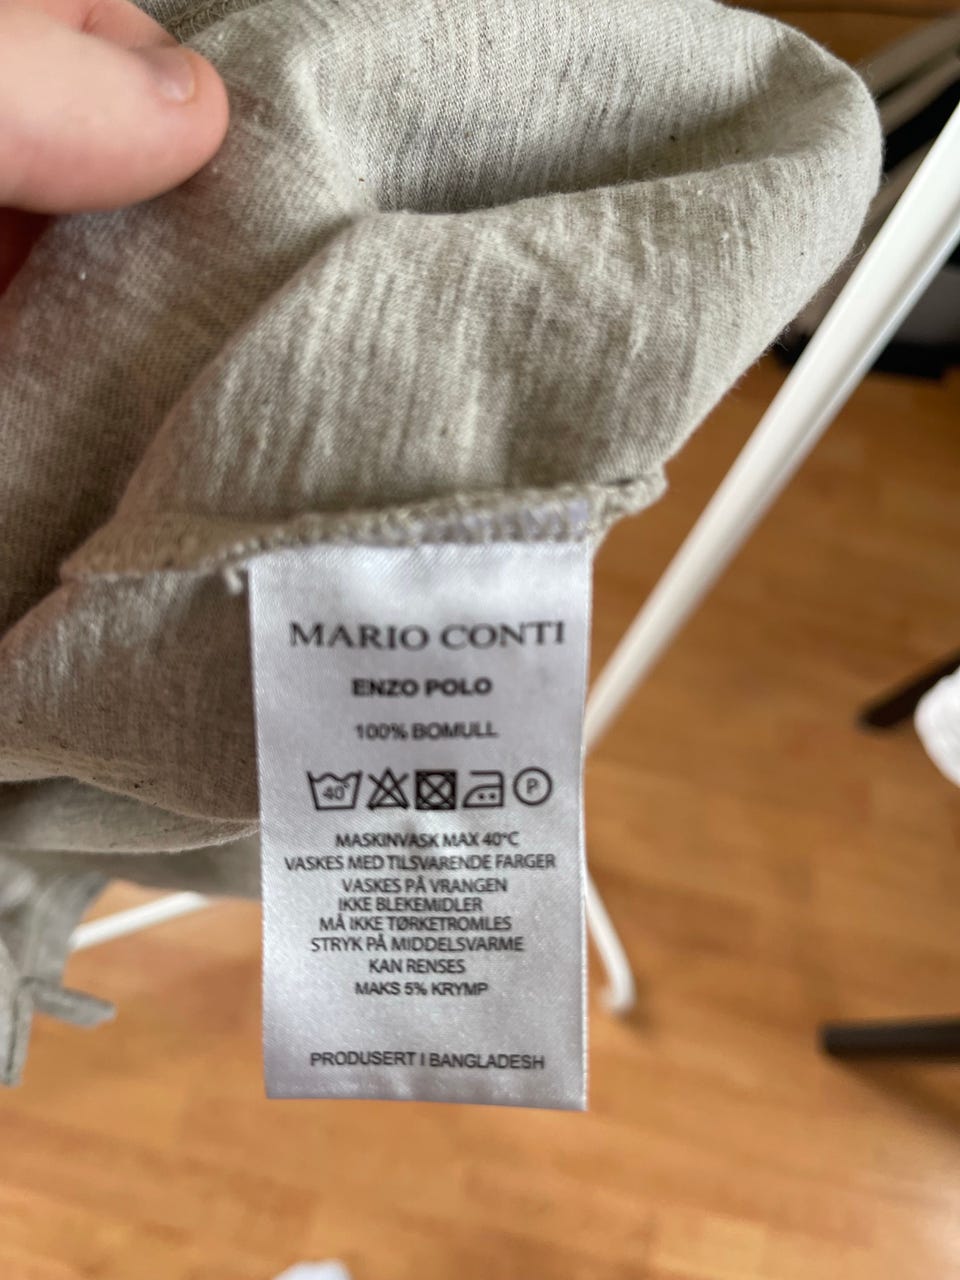 MARIO CONTI
ENZO POLO
100% BOMULL
40° P
MASKINVASK MAX 40°C
VASKES MED TILSVARENDE FARGER
VASKES PÅ VRANGEN
IKKE BLEKEMIDLER
MÅ IKKE TØRKETROMLES
STRYK PÅ MIDDELSVARME
KAN RENSES
MAKS 5% KRYMP
PRODUSERT I BANGLADESH